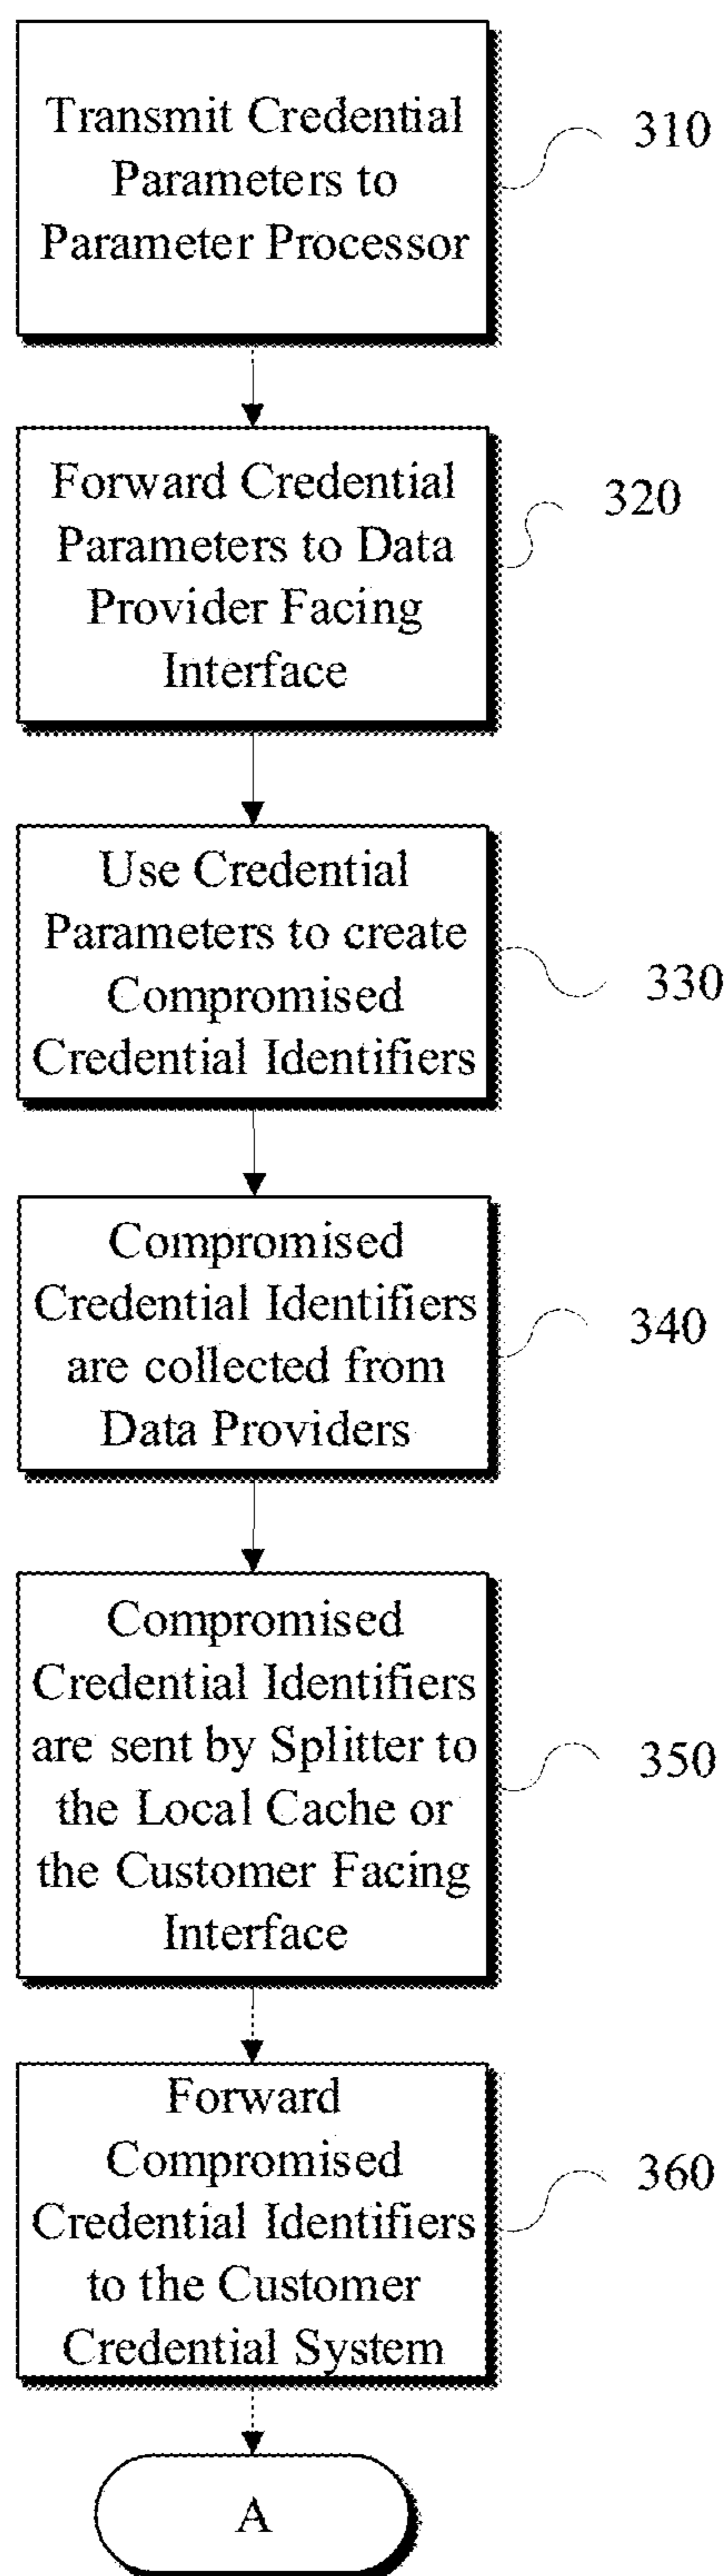 Transmit Credential
Parameters to
Parameter Processor
310
Forward Credential
Parameters to Data
Provider Facing
Interface
320
Use Credential
Parameters to create
Compromised
Credential Identifiers
330
Compromised
Credential Identifiers
are collected from
Data Providers
340
Compromised
Credential Identifiers
are sent by Splitter to
the Local Cache or
the Customer Facing
Interface
350
Forward
Compromised
Credential Identifiers
to the Customer
Credential System
360
A